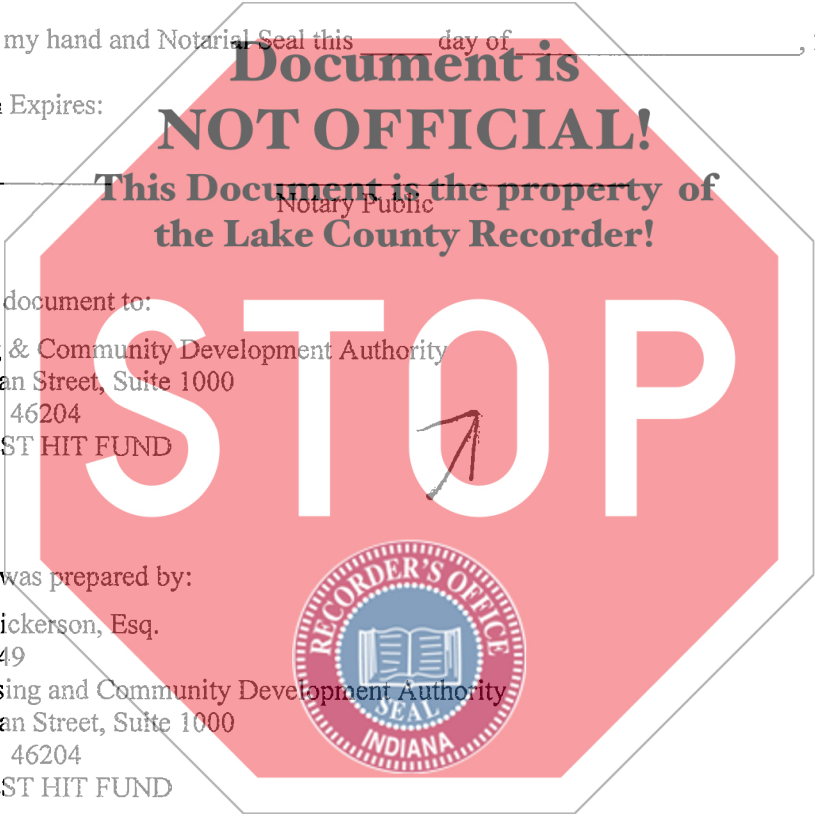 my hand and Notarial Seal this _____ day of ____________________,
Document is
Expires:
NOT OFFICIAL!
This Document is the property of
Notary Public
the Lake County Recorder!
document to:
STOP
& Community Development Authority
an Street, Suite 1000
46204
ST HIT FUND
was prepared by:
RECORDER'S OFFICE
SEAL
INDIANA
ickerson, Esq.
49
sing and Community Development Authority
an Street, Suite 1000
46204
ST HIT FUND